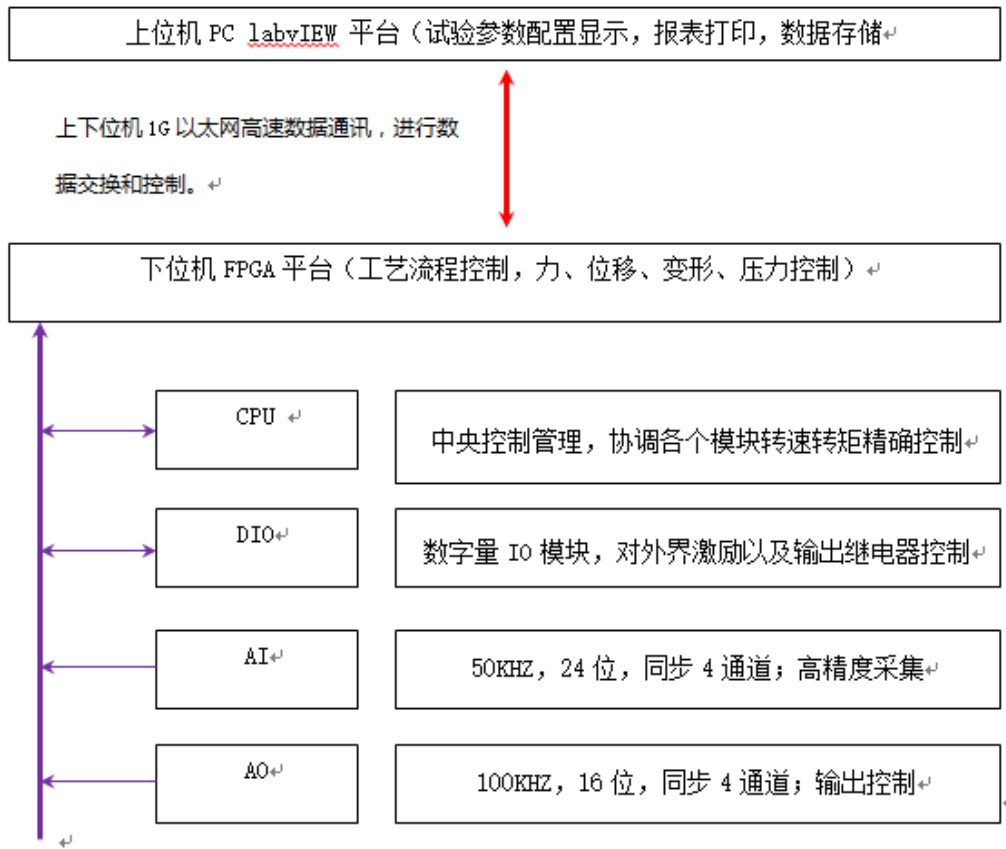 上位机 PC labvIEW 平台（试验参数配置显示，报表打印，数据存储
上下位机 1G 以太网高速数据通讯，进行数
据交换和控制。
下位机 FPGA 平台（工艺流程控制，力、位移、变形、压力控制）
CPU
中央控制管理，协调各个模块转速转矩精确控制
DIO
数字量 IO 模块，对外界激励以及输出继电器控制
AI
50KHZ，24 位，同步 4 通道；高精度采集
AO
100KHZ，16 位，同步 4 通道；输出控制